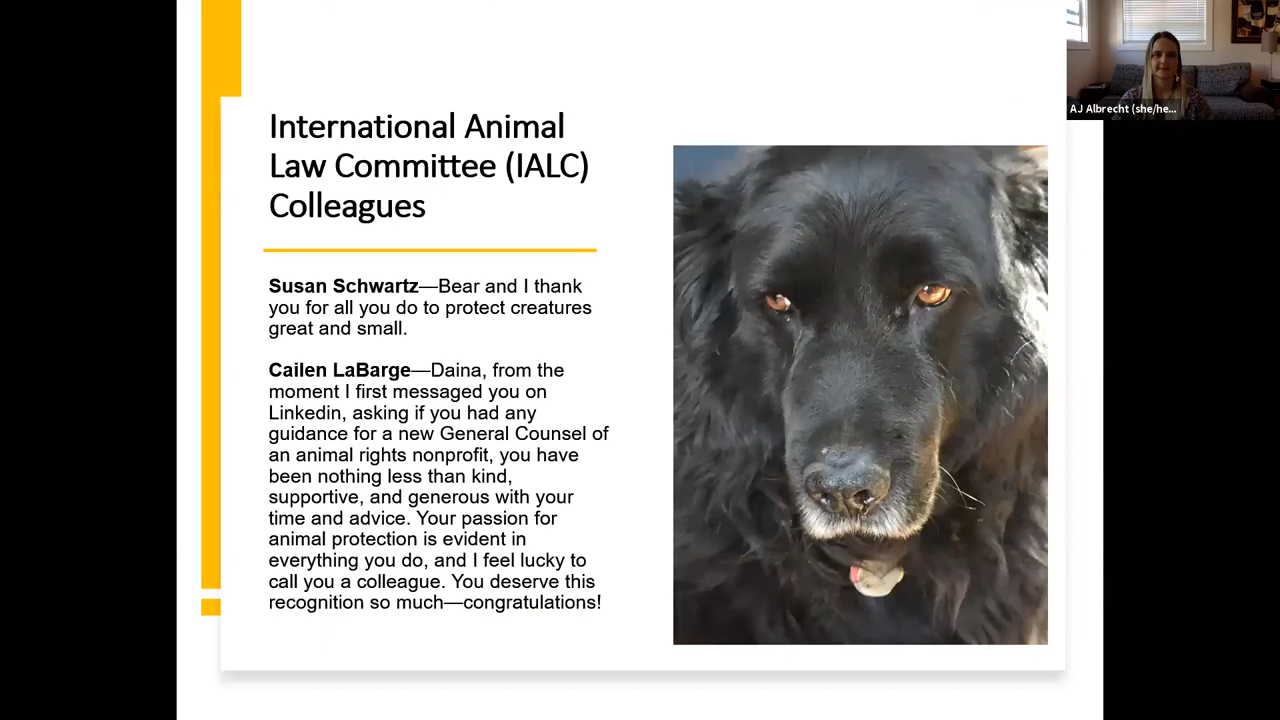 International Animal
Law Committee (IALC)
Colleagues
Susan Schwartz—Bear and I thank
you for all you do to protect creatures
great and small.
Cailen LaBarge—Daina, from the
moment I first messaged you on
Linkedin, asking if you had any
guidance for a new General Counsel of
an animal rights nonprofit, you have
been nothing less than kind,
supportive, and generous with your
time and advice. Your passion for
animal protection is evident in
everything you do, and I feel lucky to
call you a colleague. You deserve this
recognition so much—congratulations!
AJ Albrecht (she/he...